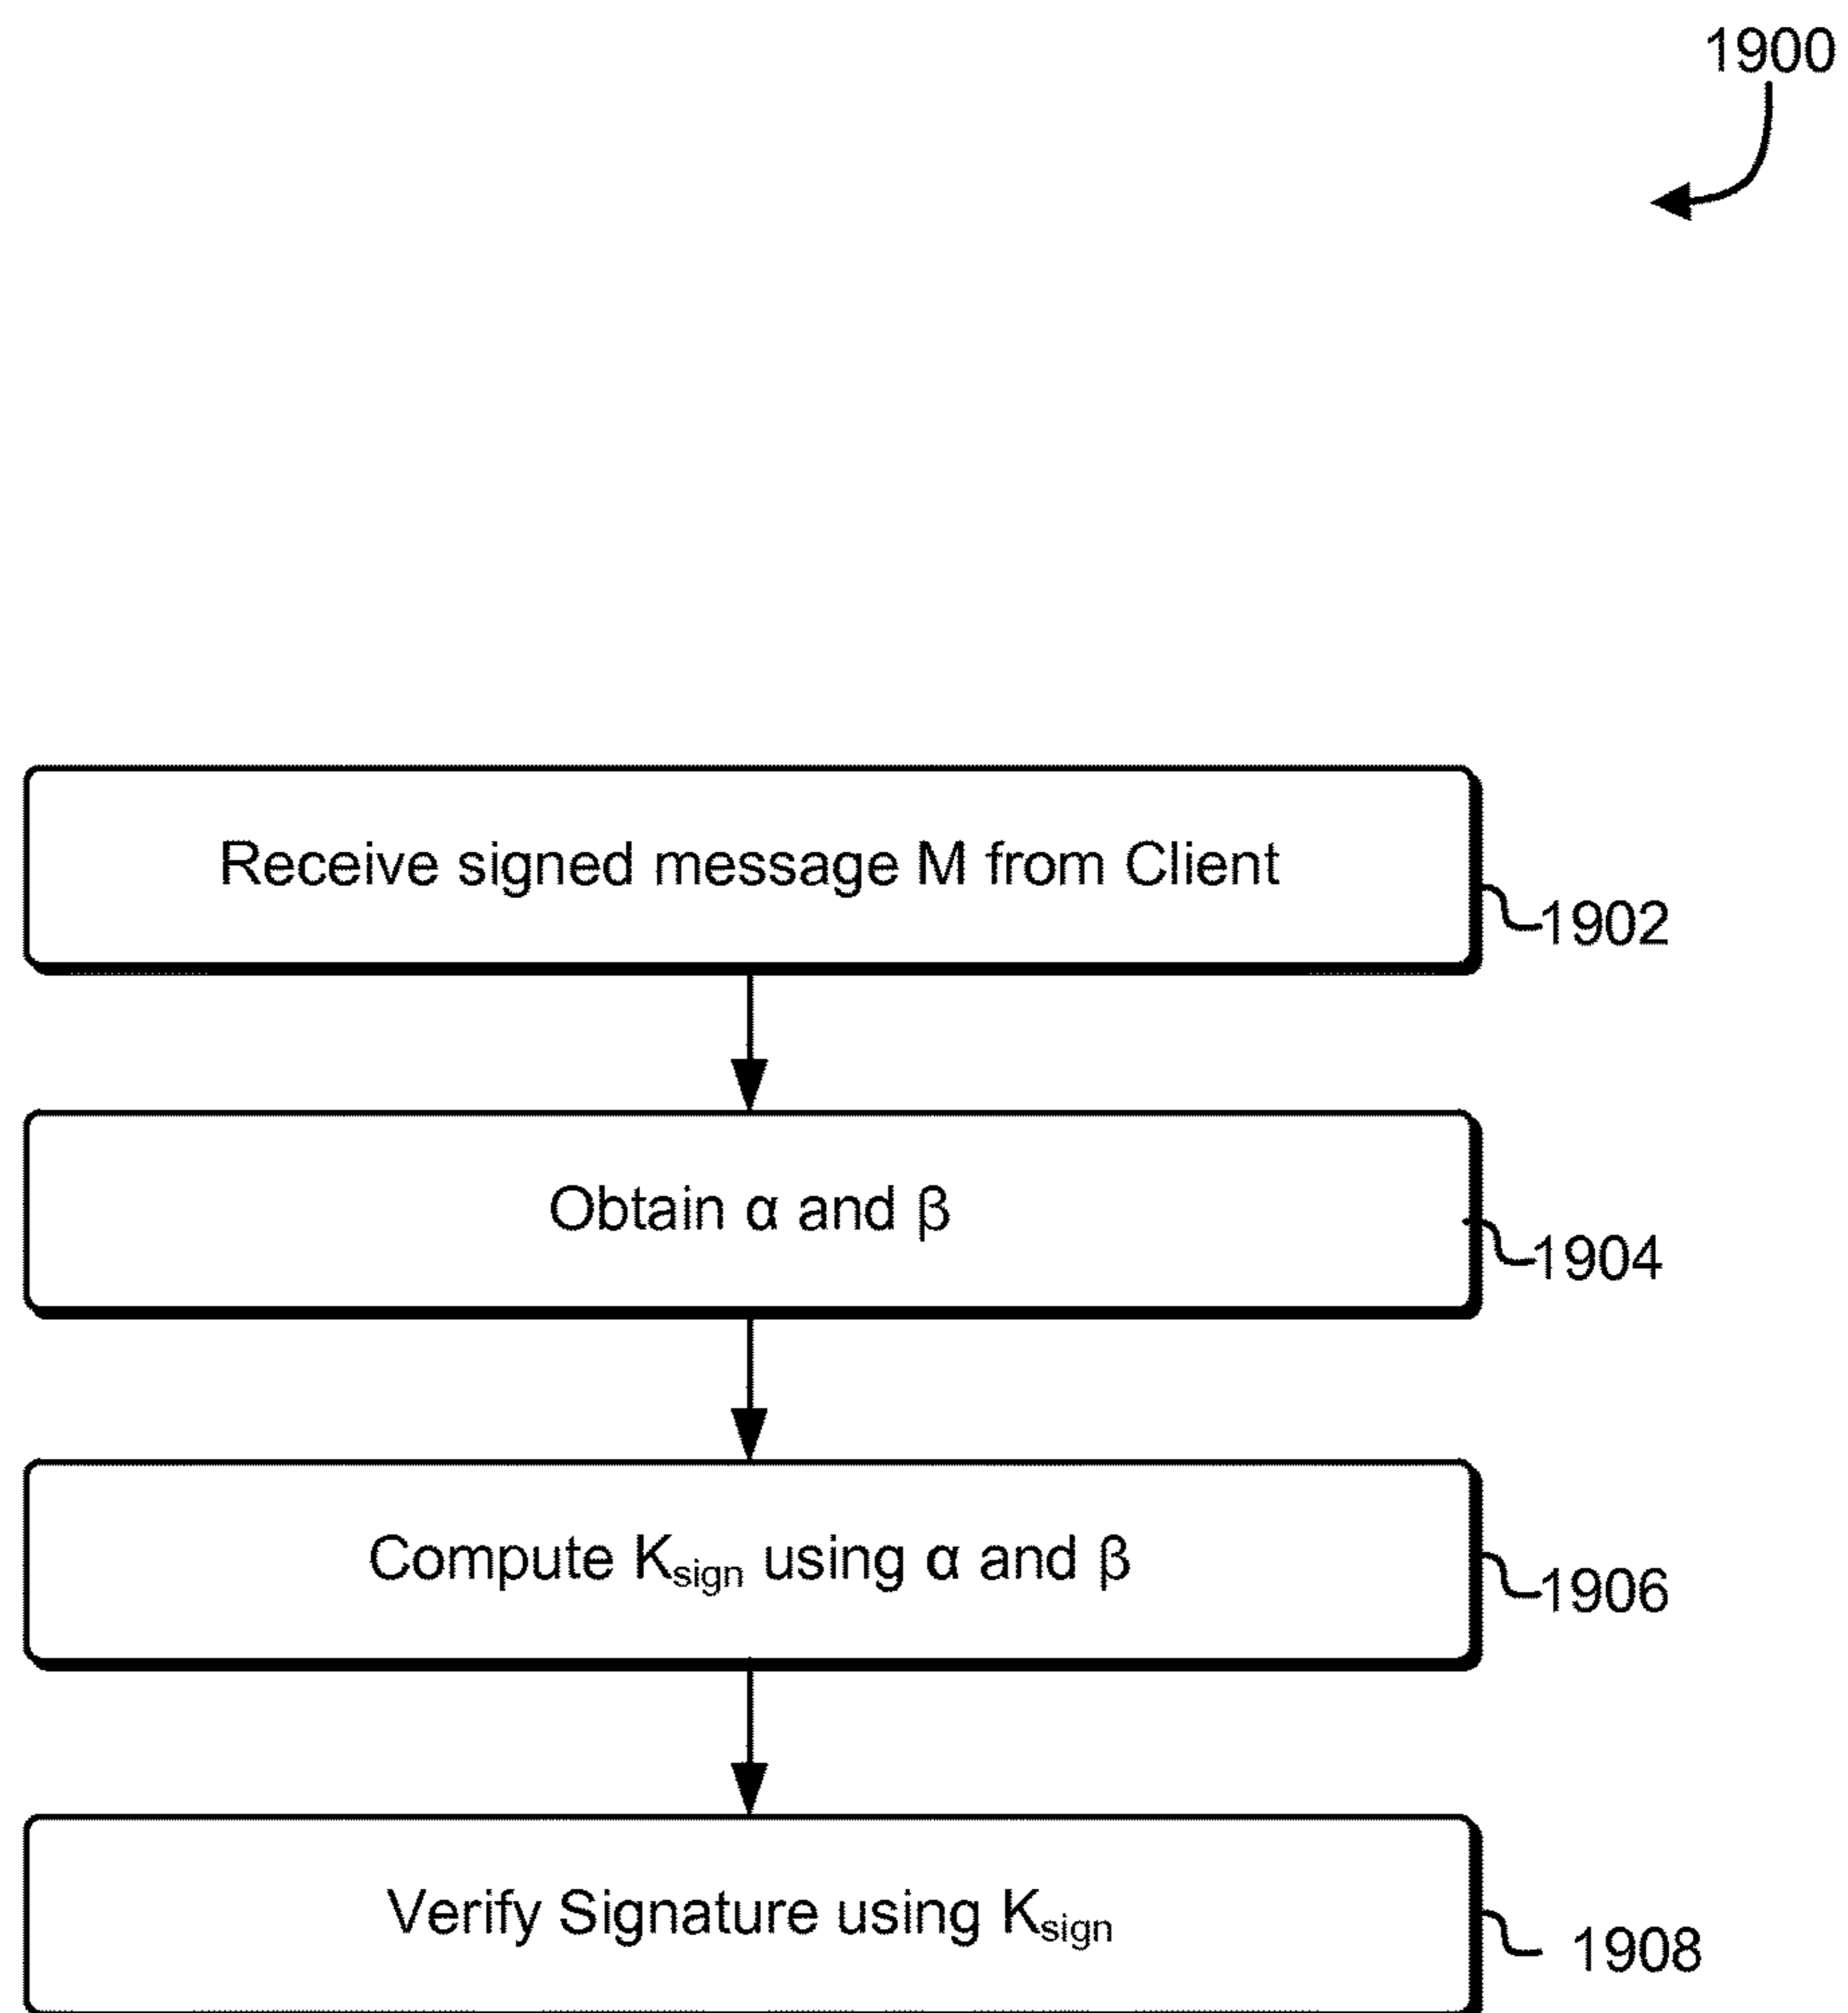 1900
Receive signed message M from Client
1902
Obtain α and β
1904
Compute Ksign using α and β
1906
Verify Signature using Ksign
1908